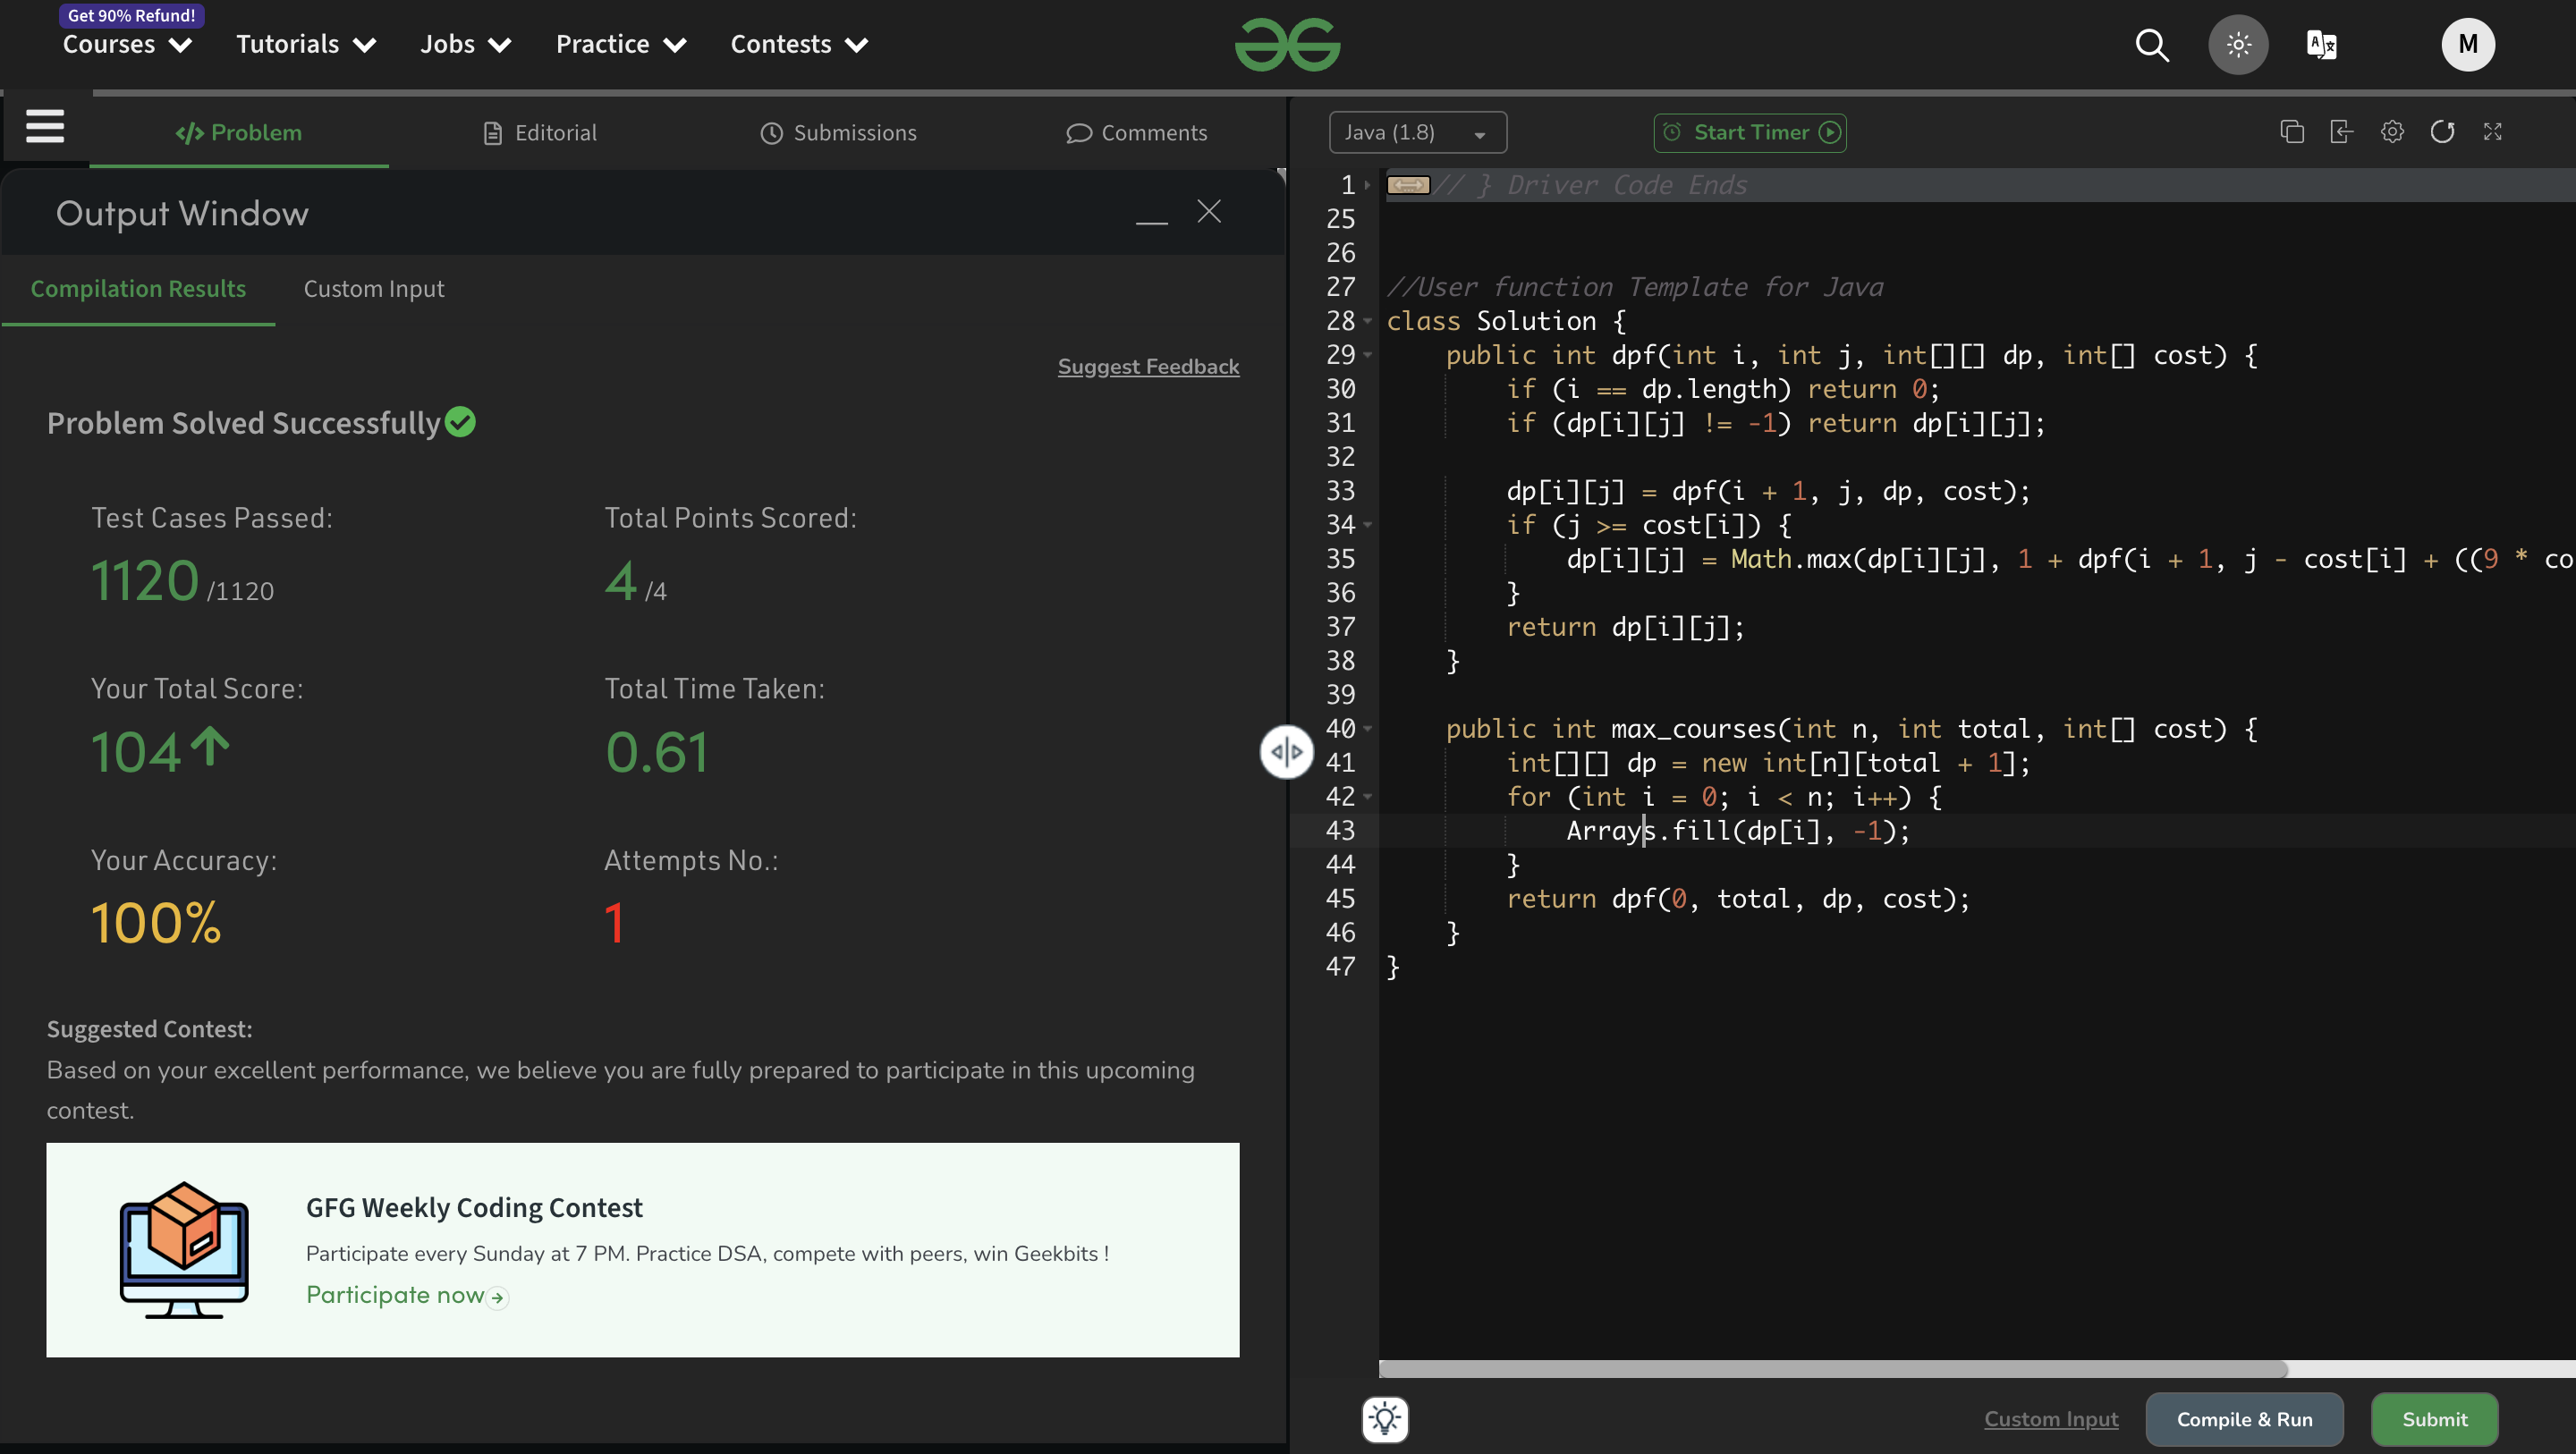 Get 90% Refund!
Courses Tutorials Jobs Practice Contests
M
Problem Editorial Submissions Comments
Output Window
Compilation Results Custom Input
Suggest Feedback
Problem Solved Successfully
Test Cases Passed: Total Points Scored:
1120 /1120 4 /4
Your Total Score: Total Time Taken:
104 0.61
Your Accuracy: Attempts No.:
100% 1
Suggested Contest:
Based on your excellent performance, we believe you are fully prepared to participate in this upcoming
contest.
GFG Weekly Coding Contest
Participate every Sunday at 7 PM. Practice DSA, compete with peers, win Geekbits !
Participate now
Java (1.8) Start Timer
1 // } Driver Code Ends
25
26
27 //User function Template for Java
28 class Solution {
29 public int dpf(int i, int j, int[][] dp, int[] cost) {
30 if (i == dp.length) return 0;
31 if (dp[i][j] != -1) return dp[i][j];
32
33 dp[i][j] = dpf(i + 1, j, dp, cost);
34 if (j >= cost[i]) {
35 dp[i][j] = Math.max(dp[i][j], 1 + dpf(i + 1, j - cost[i] + ((9 * co
36 }
37 return dp[i][j];
38 }
39
40 public int max_courses(int n, int total, int[] cost) {
41 int[][] dp = new int[n][total + 1];
42 for (int i = 0; i < n; i++) {
43 Arrays.fill(dp[i], -1);
44 }
45 return dpf(0, total, dp, cost);
46 }
47 }
Custom Input Compile & Run Submit